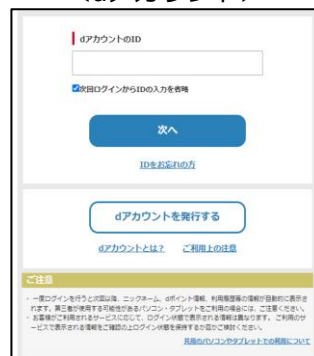 dアカウントのID
次回ログインからIDの入力を省略
次へ
IDをお忘れの方
dアカウントを発行する
dアカウントとは？ ご利用上の注意
ご注意
・ 一度ログインを行うと次回以降、ニックネーム、dポイント情報、利用履歴等の情報が自動的に表示さ
れます。第三者が使用する可能性があるパソコン・タブレットをご利用の場合には、ご注意ください。
・ お客様がご利用されるサービスに応じて、ログイン状態で表示される情報は異なります。ご利用のサ
ービスで表示される情報をご確認の上ログイン状態を保持するか否かご検討ください。
共用のパソコンやタブレットでの利用について